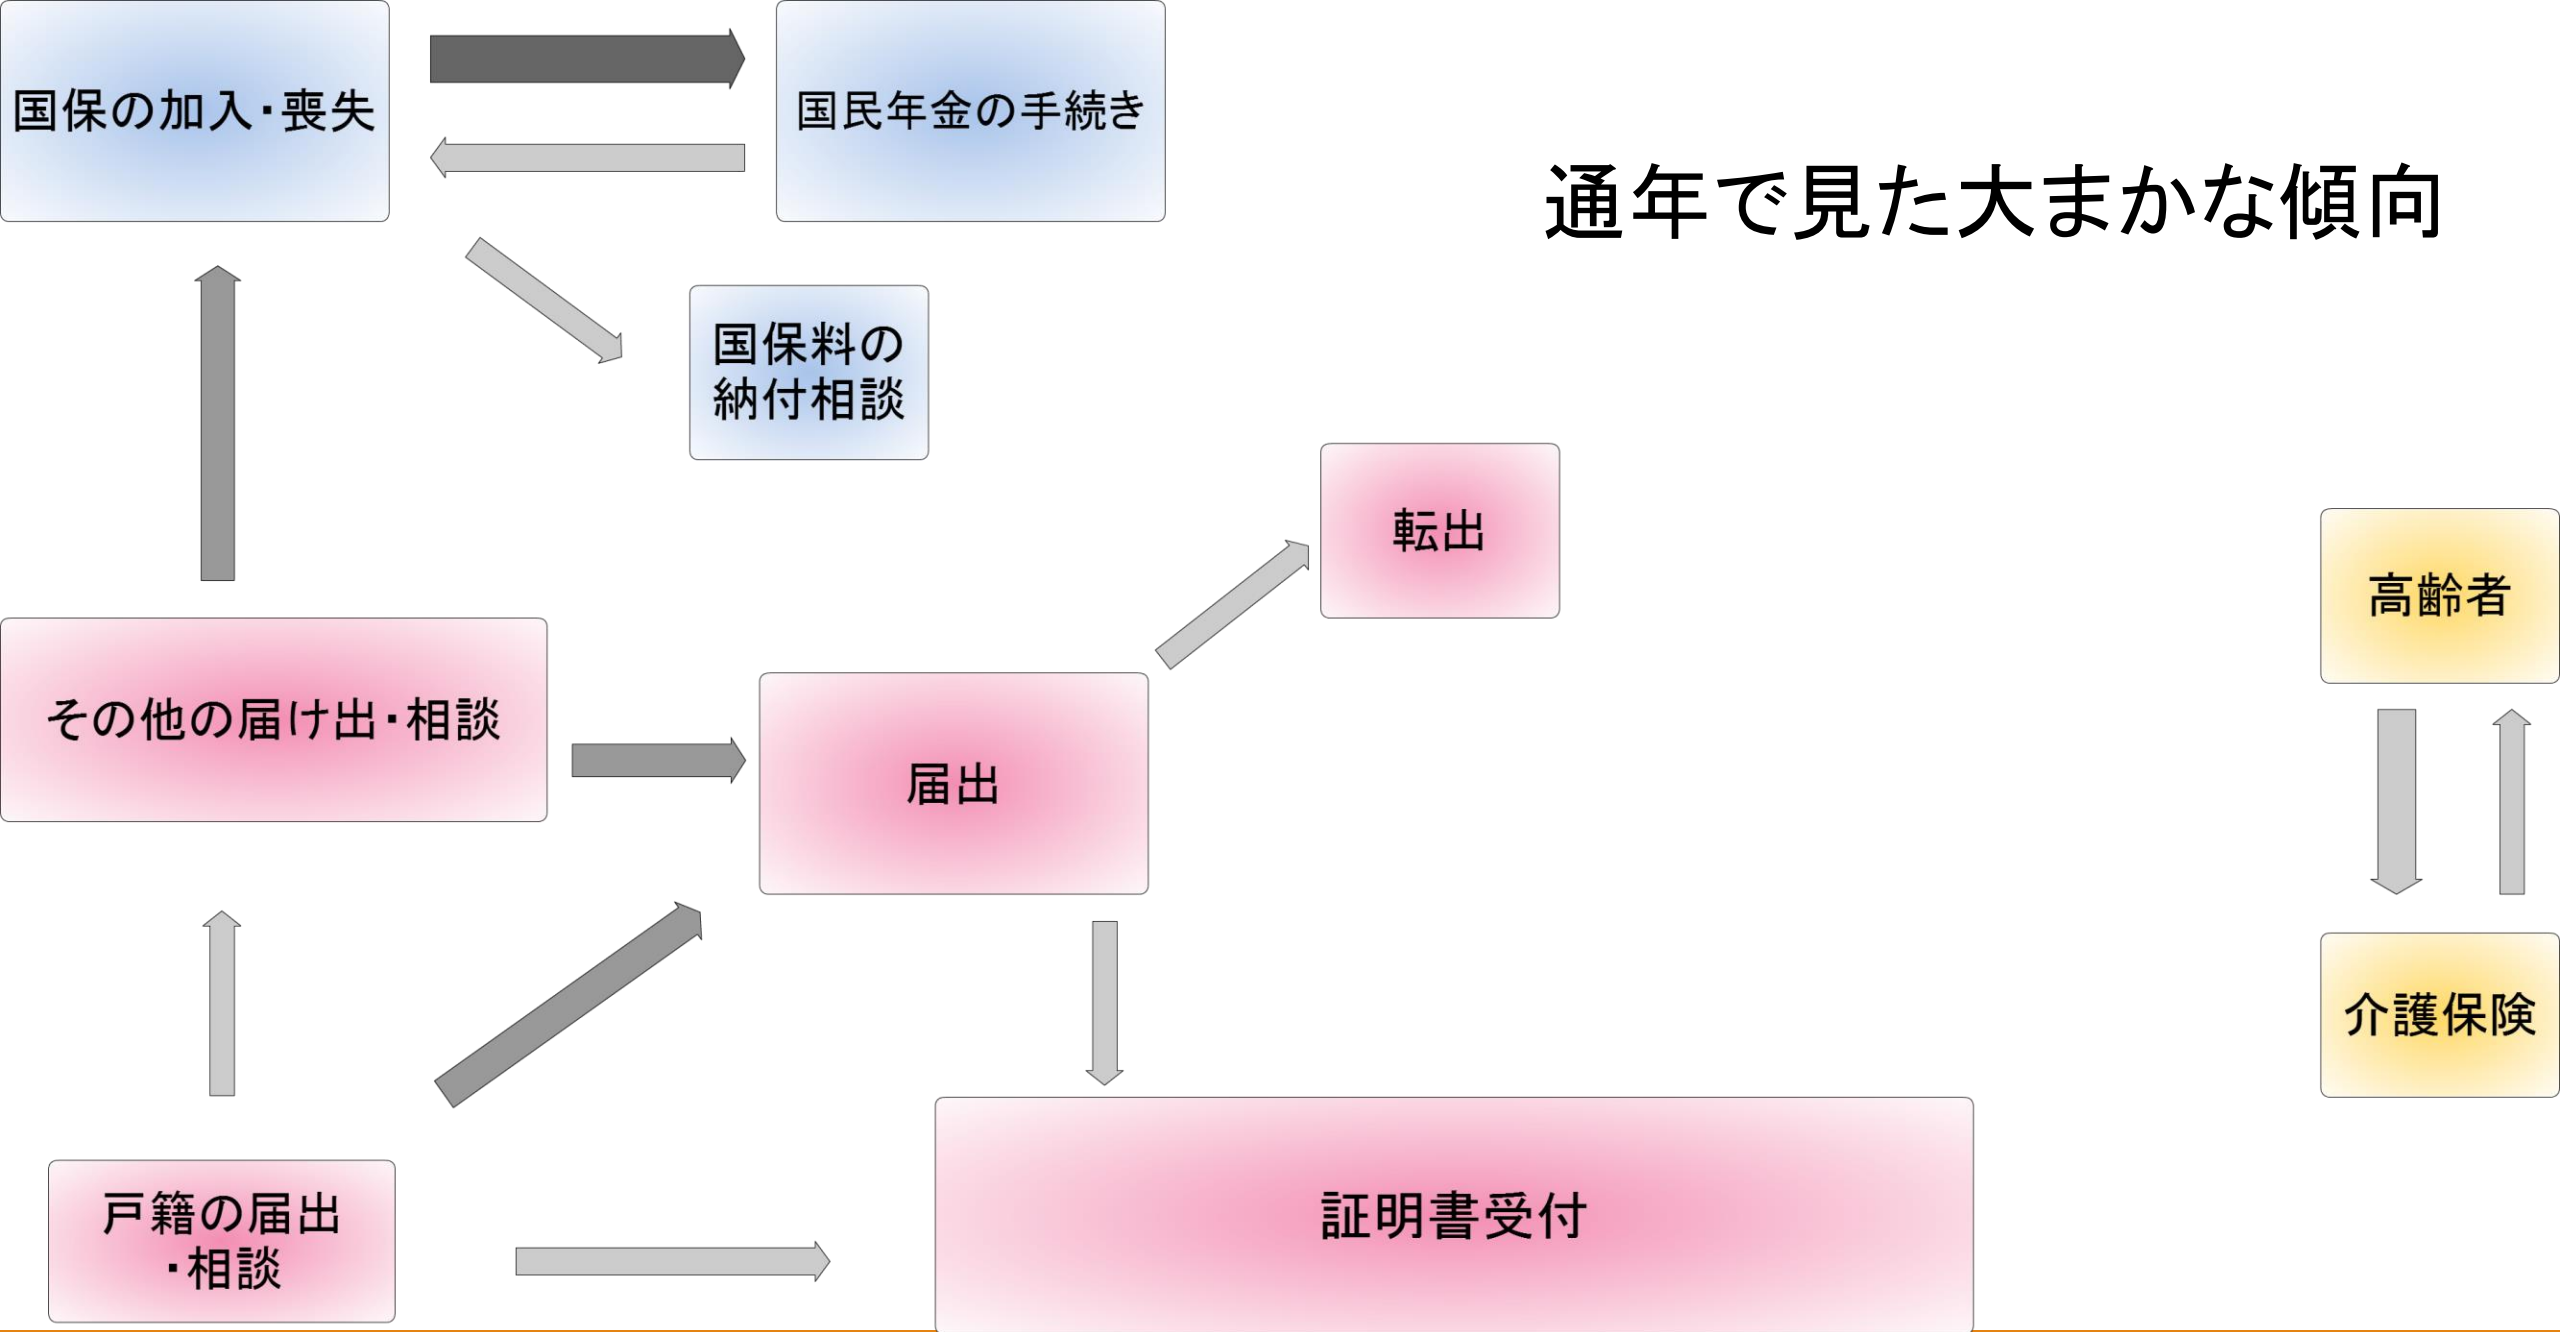 国保の加入・喪失
国民年金の手続き
通年で見た大まかな傾向
国保料の
納付相談
転出
高齢者
その他の届け出・相談
届出
介護保険
戸籍の届出
・相談
証明書受付